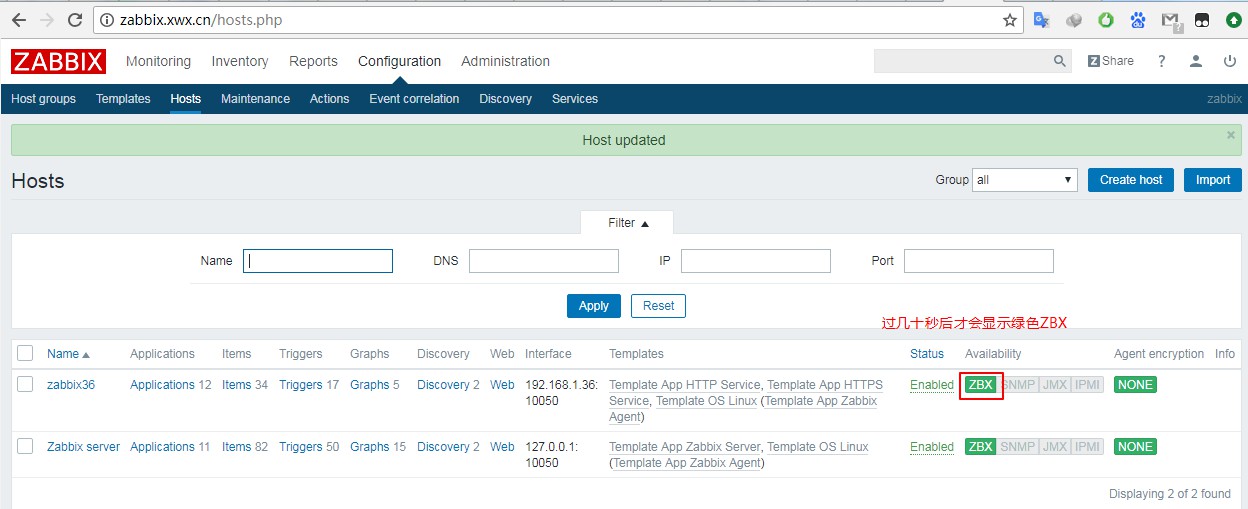 zabbix.xwx.cn/hosts.php
ZABBIX Monitoring Inventory Reports Configuration Administration Z Share ?
Host groups Templates Hosts Maintenance Actions Event correlation Discovery Services zabbix
Host updated ×
Hosts Group all Create host Import
Filter
Name DNS IP Port
Apply Reset
过几十秒后才会显示绿色ZBX
Name Applications Items Triggers Graphs Discovery Web Interface Templates Status Availability Agent encryption Info
zabbix36 Applications 12 Items 34 Triggers 17 Graphs 5 Discovery 2 Web 192.168.1.36: Template App HTTP Service, Template App HTTPS Enabled ZBX SNMP JMX IPMI NONE
10050 Service, Template OS Linux (Template App Zabbix
Agent)
Zabbix server Applications 11 Items 82 Triggers 50 Graphs 15 Discovery 2 Web 127.0.0.1: Template App Zabbix Server, Template OS Linux Enabled ZBX SNMP JMX IPMI NONE
10050 (Template App Zabbix Agent)
Displaying 2 of 2 found